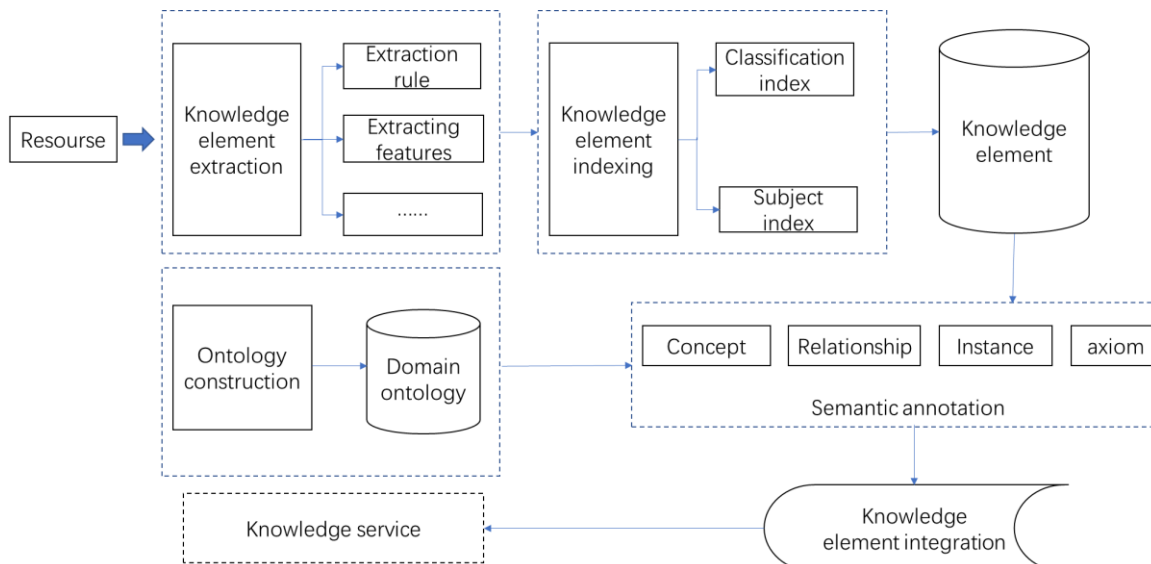 Resourse
Knowledge
element
extraction
Extraction
rule
Extracting
features
……
Knowledge
element
indexing
Classification
index
Subject
index
Knowledge
element
Ontology
construction
Domain
ontology
Concept
Relationship
Instance
axiom
Semantic annotation
Knowledge service
Knowledge
element integration